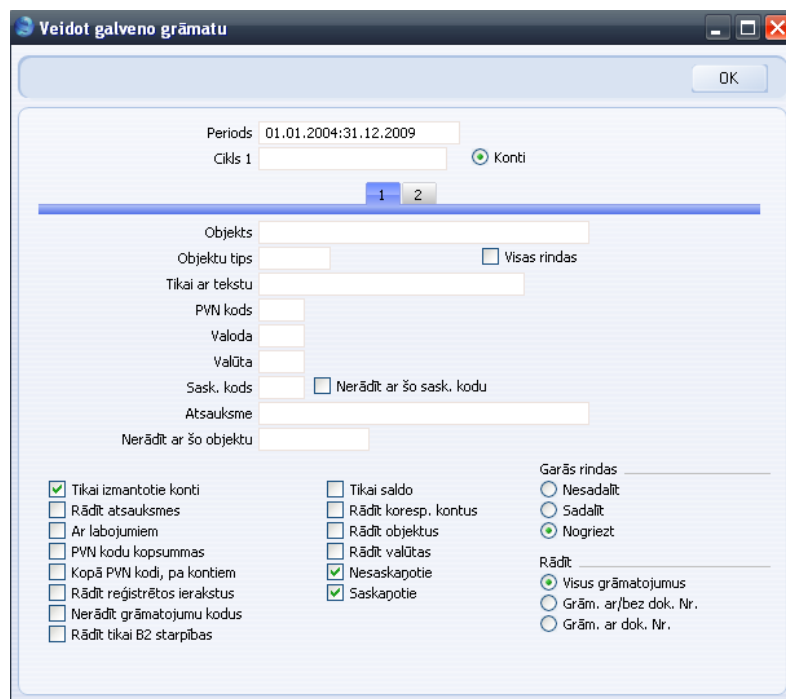 Veidot galveno grāmatu
OK
Periods 01.01.2004:31.12.2009
Cikls 1 Konti
1 2
Objekts
Objektu tips Visas rindas
Tikai ar tekstu
PVN kods
Valoda
Valūta
Sask. kods Nerādīt ar šo sask. kodu
Atsauksme
Nerādīt ar šo objektu
Tikai izmantotie konti
Rādīt atsauksmes
Ar labojumiem
PVN kodu kopsummas
Kopā PVN kodi, pa kontiem
Rādīt reģistrētos ierakstus
Nerādīt grāmatojumu kodus
Rādīt tikai B2 starpības
Tikai saldo
Rādīt koresp. kontus
Rādīt objektus
Rādīt valūtas
Nesaskaņotie
Saskaņotie
Garās rindas
Nesadalīt
Sadalīt
Nogriezt
Rādīt
Visus grāmatojumus
Grām. ar/bez dok. Nr.
Grām. ar dok. Nr.